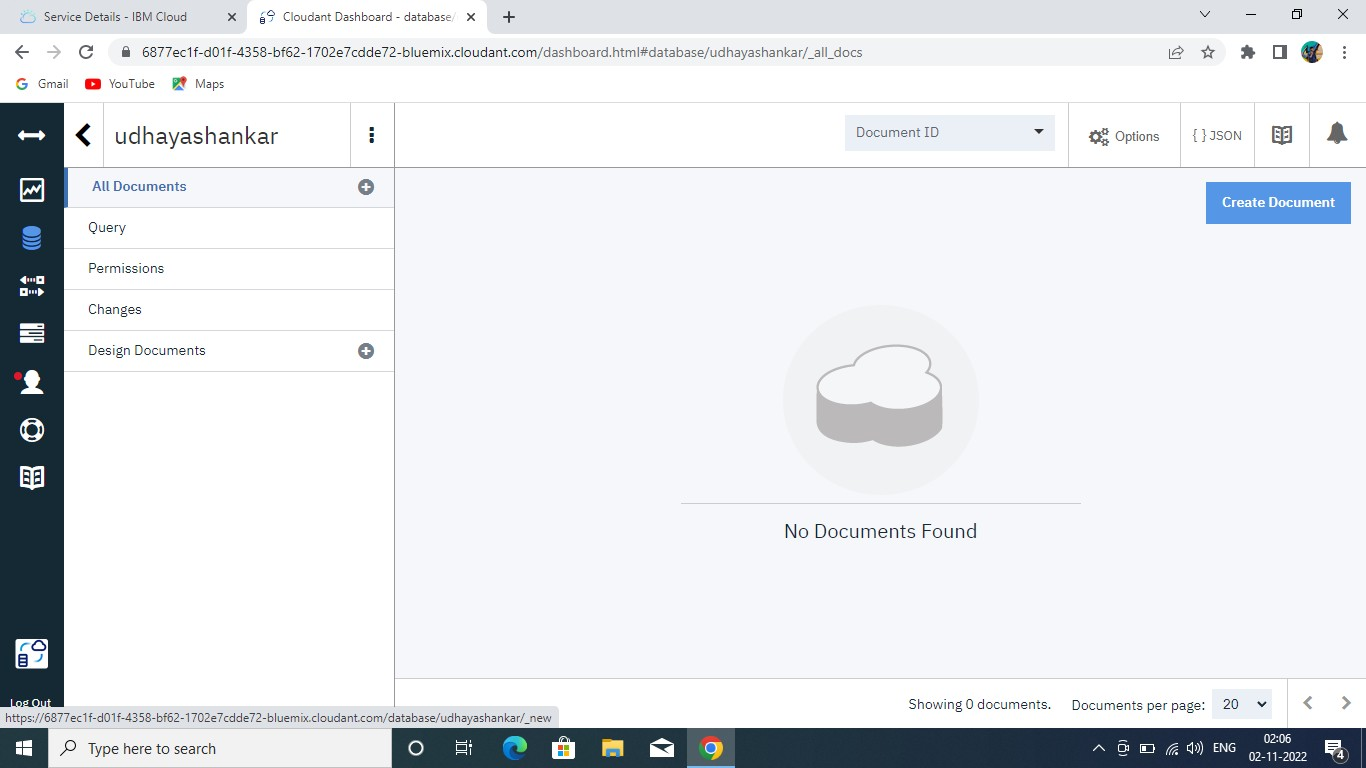 Service Details - IBM Cloud
Cloudant Dashboard - database/
6877ec1f-d01f-4358-bf62-1702e7cdde72-bluemix.cloudant.com/dashboard.html#database/udhayashankar/_all_docs
Gmail YouTube Maps
udhayashankar
Document ID
Options
{ } JSON
All Documents
Create Document
Query
Permissions
Changes
Design Documents
No Documents Found
Log Out
Showing 0 documents.
Documents per page: 20
https://6877ec1f-d01f-4358-bf62-1702e7cdde72-bluemix.cloudant.com/database/udhayashankar/_new
Type here to search
ENG
02:06
02-11-2022
4